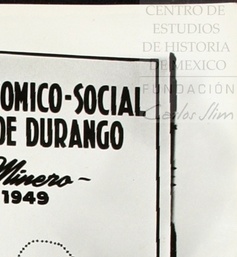 CENTRO DE
ESTUDIOS
DE HISTORIA
DE MEXICO
FUNDACIÓN
Carlos Slim
OMICO-SOCIAL
DE DURANGO
Minero-
1949